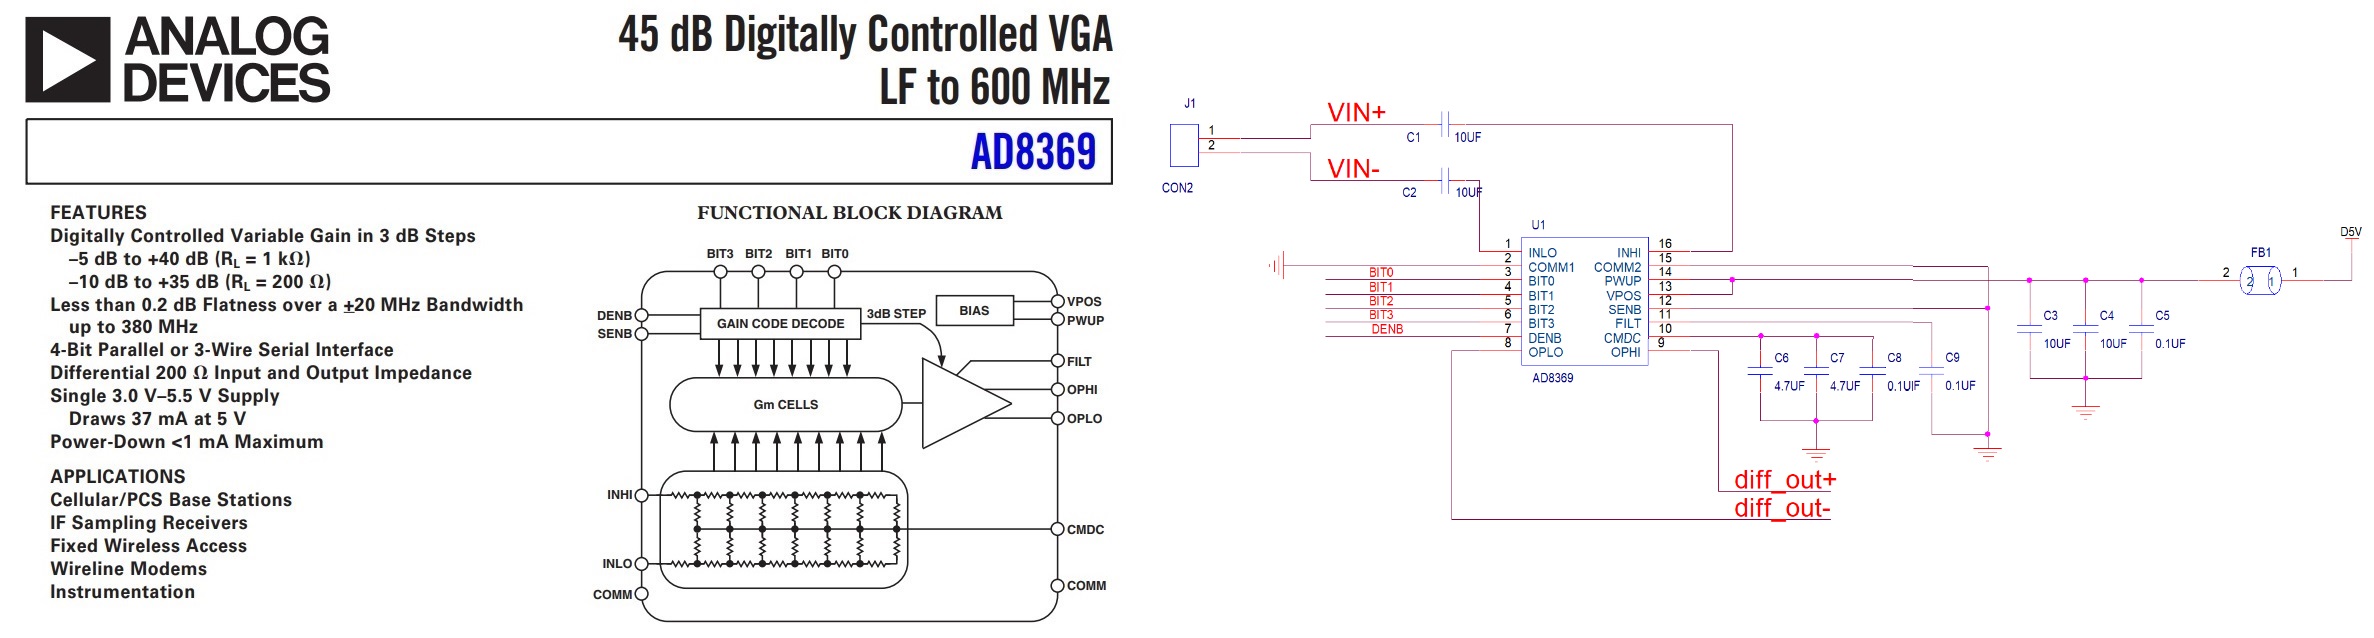 ANALOG
DEVICES
45 dB Digitally Controlled VGA
LF to 600 MHz
AD8369
FEATURES
Digitally Controlled Variable Gain in 3 dB Steps
–5 dB to +40 dB (RL = 1 kΩ)
–10 dB to +35 dB (RL = 200 Ω)
Less than 0.2 dB Flatness over a ±20 MHz Bandwidth
up to 380 MHz
4-Bit Parallel or 3-Wire Serial Interface
Differential 200 Ω Input and Output Impedance
Single 3.0 V–5.5 V Supply
Draws 37 mA at 5 V
Power-Down <1 mA Maximum
APPLICATIONS
Cellular/PCS Base Stations
IF Sampling Receivers
Fixed Wireless Access
Wireline Modems
Instrumentation
FUNCTIONAL BLOCK DIAGRAM
BIT3 BIT2 BIT1 BIT0
DENB
SENB
GAIN CODE DECODE
3dB STEP
BIAS
VPOS
PWUP
FILT
OPHI
OPLO
Gm CELLS
INHI
INLO
COMM
CMDC
COMM
J1
1
2
CON2
VIN+
C1 10UF
VIN-
C2 10UF
U1
1 INLO INHI 16
2 COMM1 COMM2 15
BIT0 3 BIT0 PWUP 14
BIT1 4 BIT1 VPOS 13
BIT2 5 BIT2 SENB 12
BIT3 6 BIT3 FILT 11
DENB 7 DENB CMDC 10
8 OPLO OPHI 9
AD8369
C6
4.7UF
C7
4.7UF
C8
0.1UIF
C9
0.1UF
C3
10UF
C4
10UF
C5
0.1UF
FB1
2 2 1 1
D5V
diff_out+
diff_out-